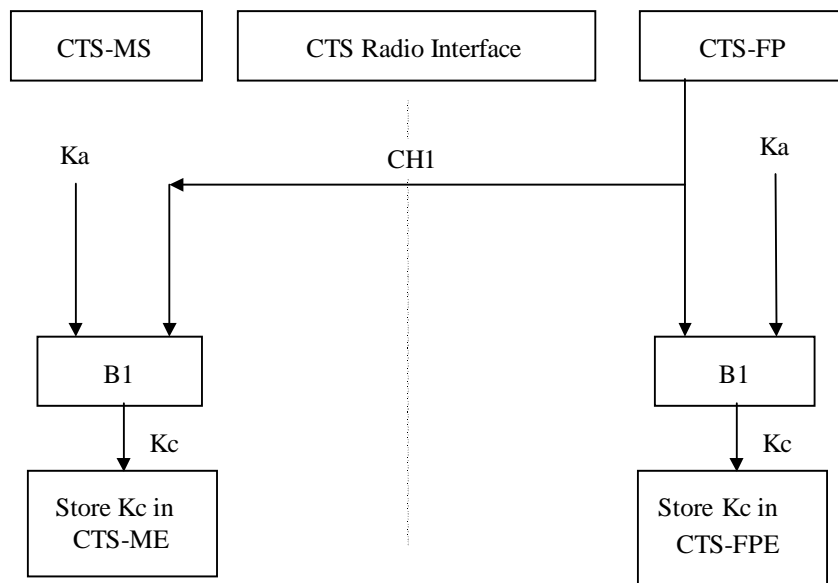 CTS-MS
CTS Radio Interface
CTS-FP
Ka
CH1
Ka
B1
B1
Kc
Kc
Store Kc in
CTS-ME
Store Kc in
CTS-FPE